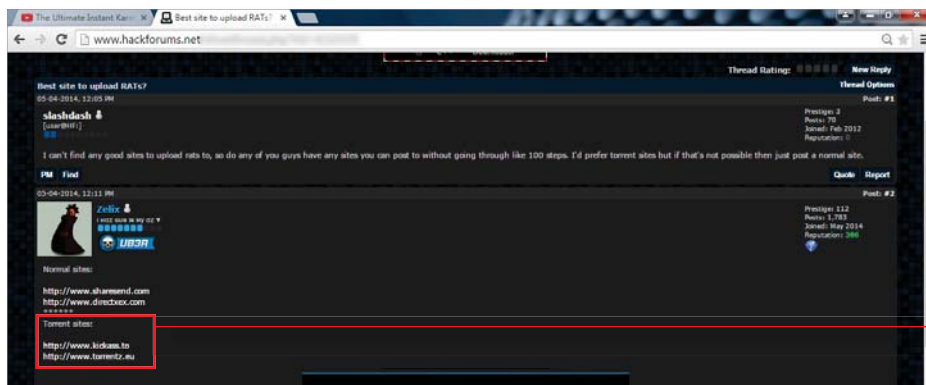 The Ultimate Instant Karm
Best site to upload RATs?
www.hackforums.net
Thread Rating:
New Reply
Best site to upload RATs?
Thread Options
05-04-2014, 12:05 PM
Post: #1
slashdash
[user@HF:]
Prestige: 2
Posts: 70
Joined: Feb 2012
Reputation: 0
I can't find any good sites to upload rats to, so do any of you guys have any sites you can post to without going through like 100 steps. I'd prefer torrent sites but if that's not possible then just post a normal site.
PM Find
Quote Report
05-04-2014, 12:11 PM
Post: #2
Zelix
UB3R
Prestige: 112
Posts: 1,783
Joined: May 2014
Reputation: 386
Normal sites:
http://www.sharesend.com
http://www.directxex.com
******
Torrent sites:
http://www.kickass.to
http://www.torrentz.eu